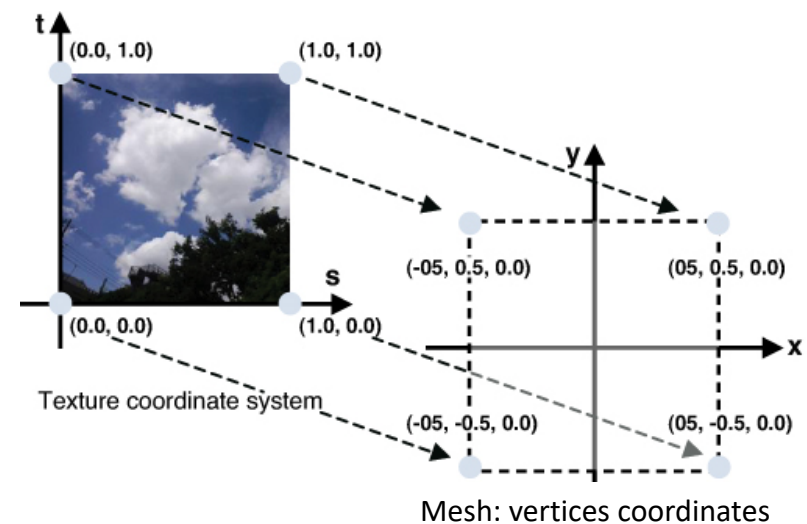 t
(0.0, 1.0)
(1.0, 1.0)
y
(-05, 0.5, 0.0)
(05, 0.5, 0.0)
s
(0.0, 0.0)
(1.0, 0.0)
x
Texture coordinate system
(-05, -0.5, 0.0)
(05, -0.5, 0.0)
Mesh: vertices coordinates